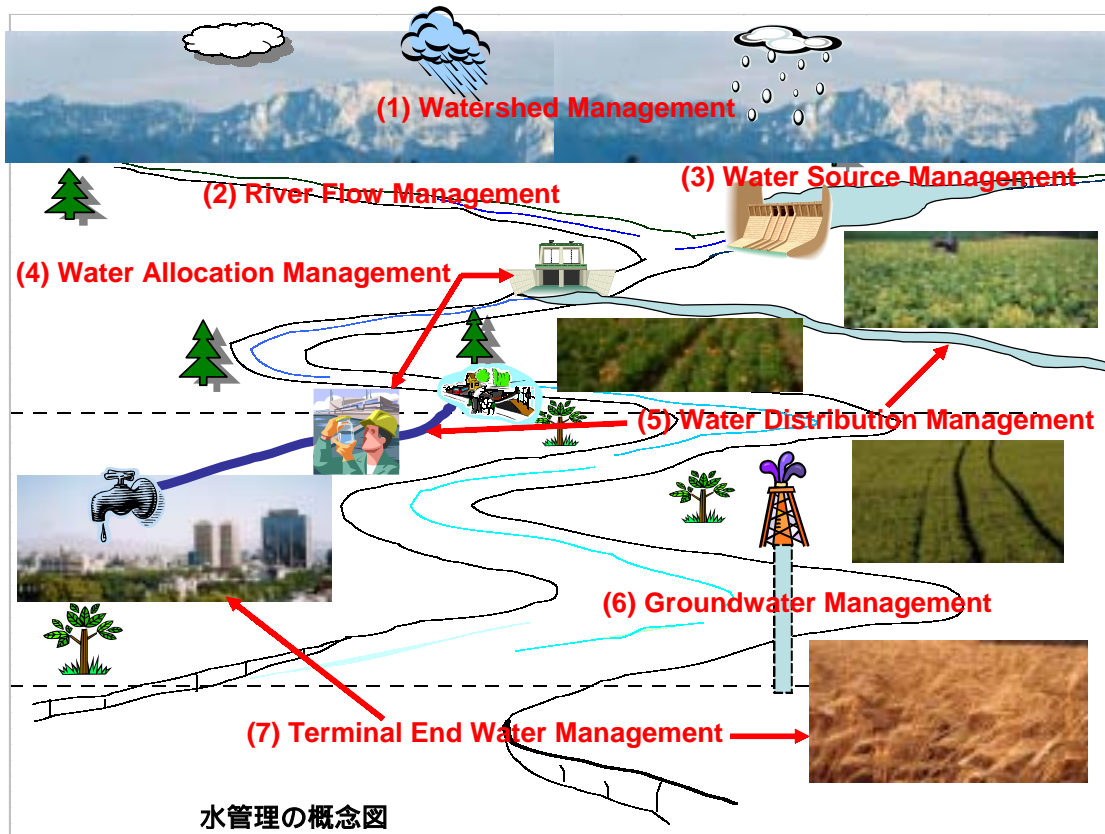 (1) Watershed Management
(2) River Flow Management
(3) Water Source Management
(4) Water Allocation Management
(5) Water Distribution Management
(6) Groundwater Management
(7) Terminal End Water Management
水管理の概念図